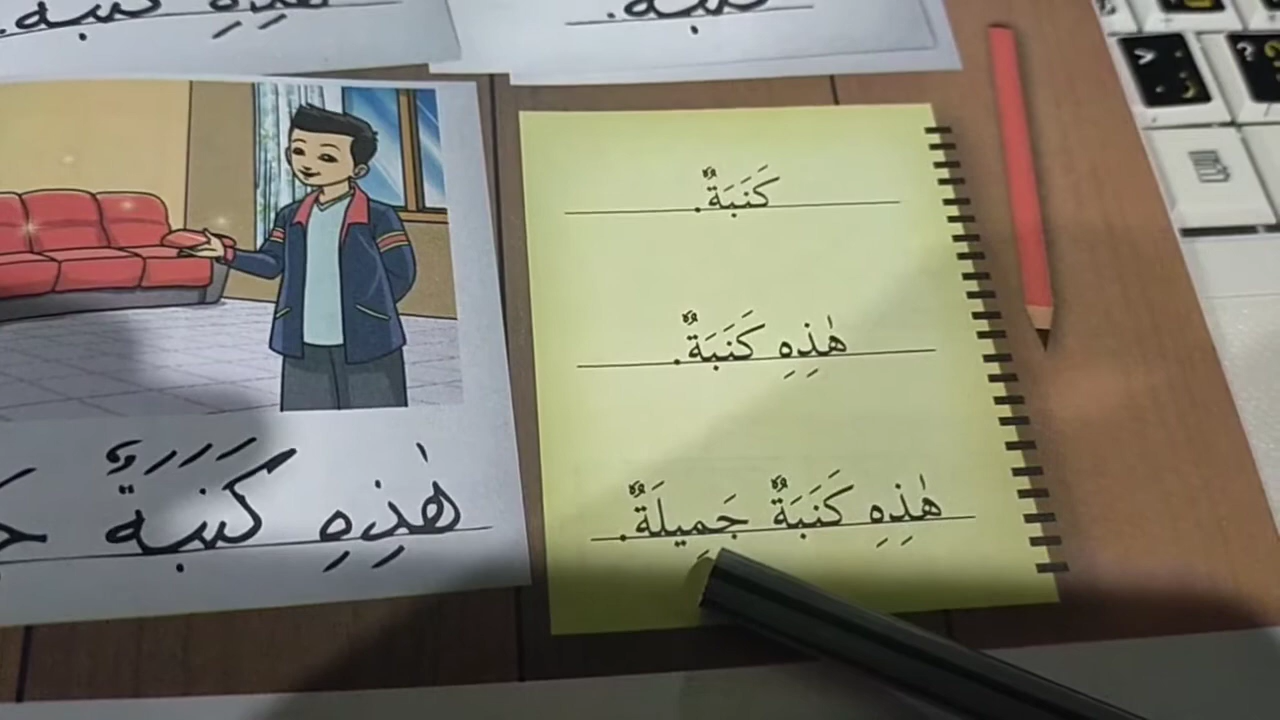 هٰذِهِ كَنَبَة.
كَنَبَةٌ.
هٰذِهِ كَنَبَةٌ.
هٰذِهِ كَنَبَةٌ جَمِيلَةٌ.
هٰذِهِ كَنَبَةٌ